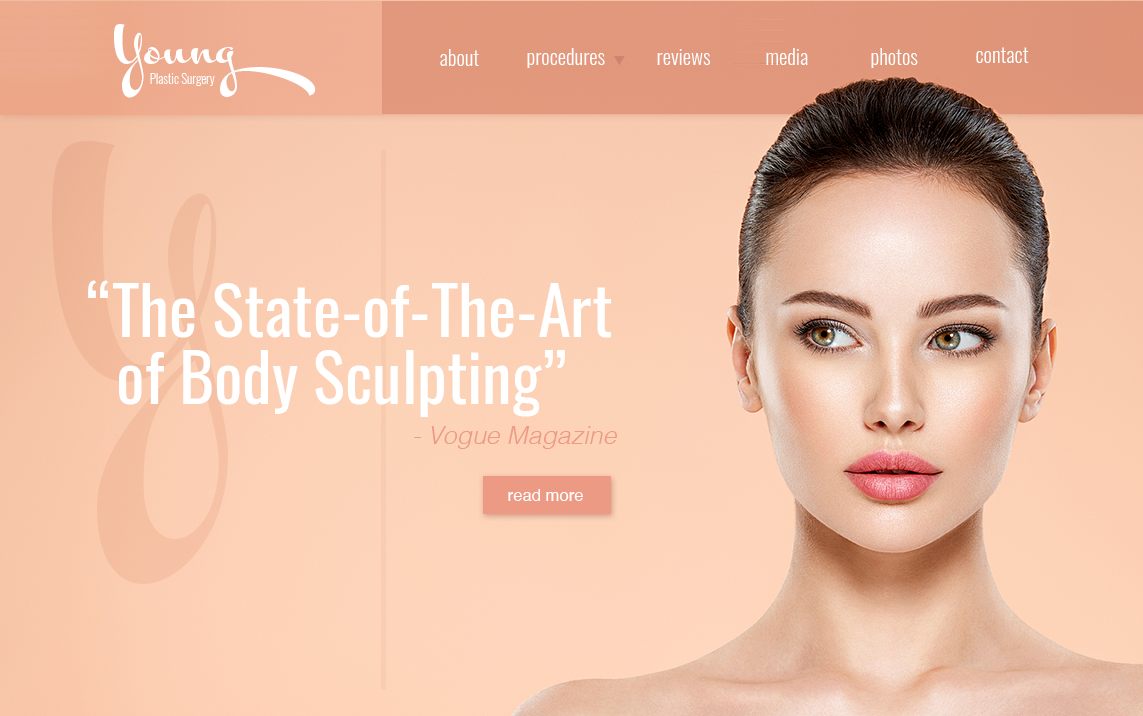 Young
Plastic Surgery
about procedures ▼ reviews media photos contact
“The State-of-The-Art
of Body Sculpting”
- Vogue Magazine
read more